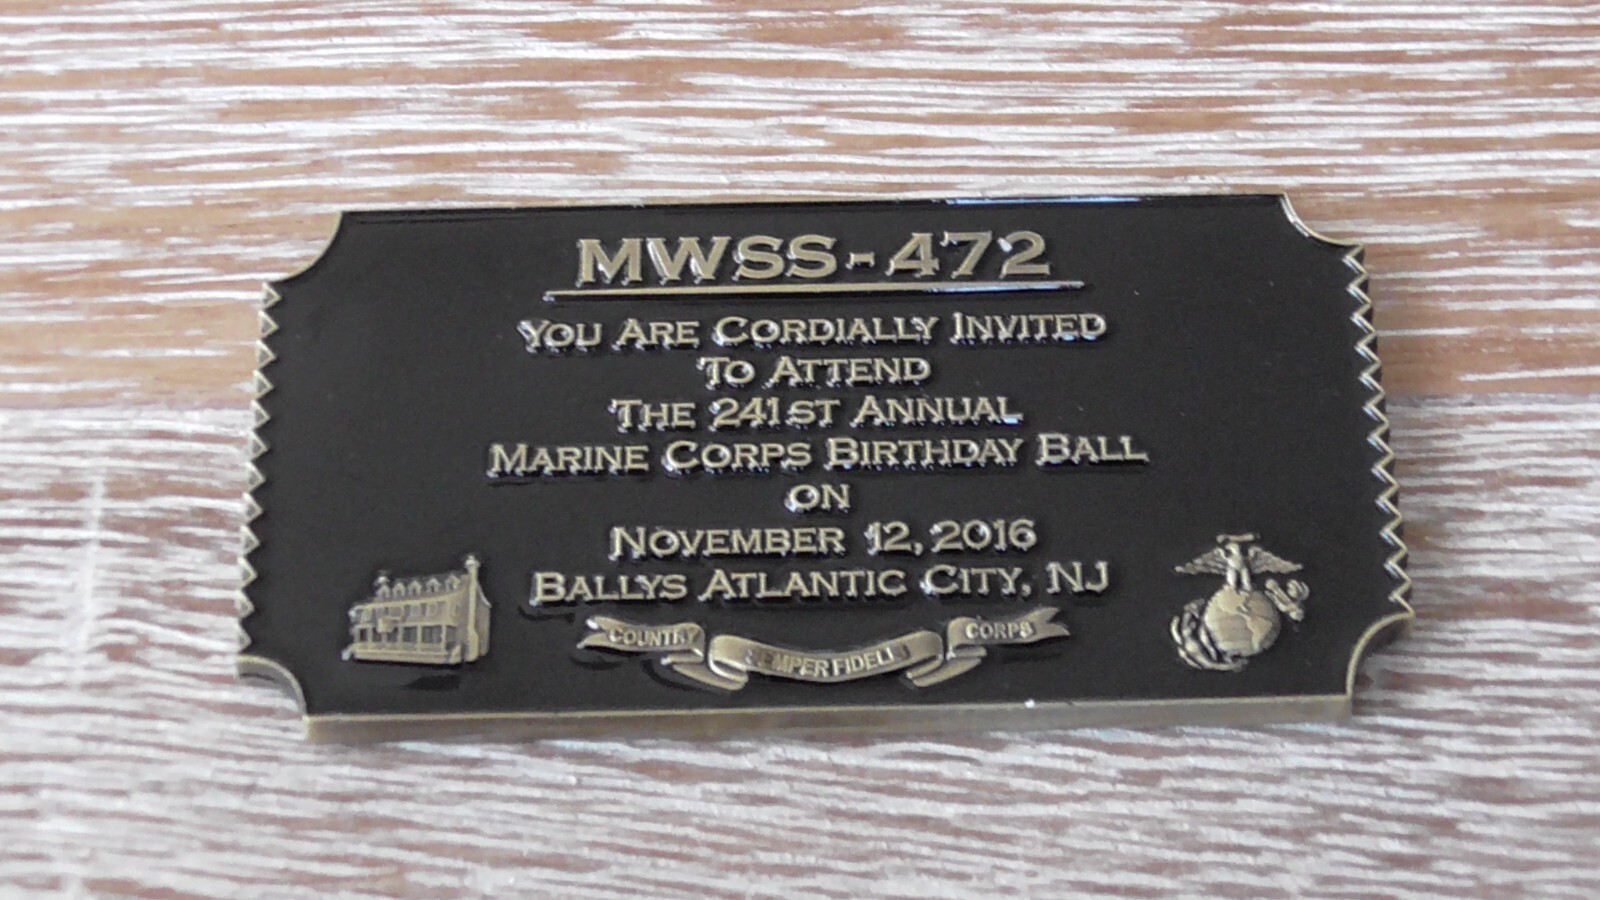 MWSS-472
YOU ARE CORDIALLY INVITED
TO ATTEND
THE 241ST ANNUAL
MARINE CORPS BIRTHDAY BALL
ON
NOVEMBER 12, 2016
BALLYS ATLANTIC CITY, NJ
COUNTRY SEMPER FIDELIS CORPS